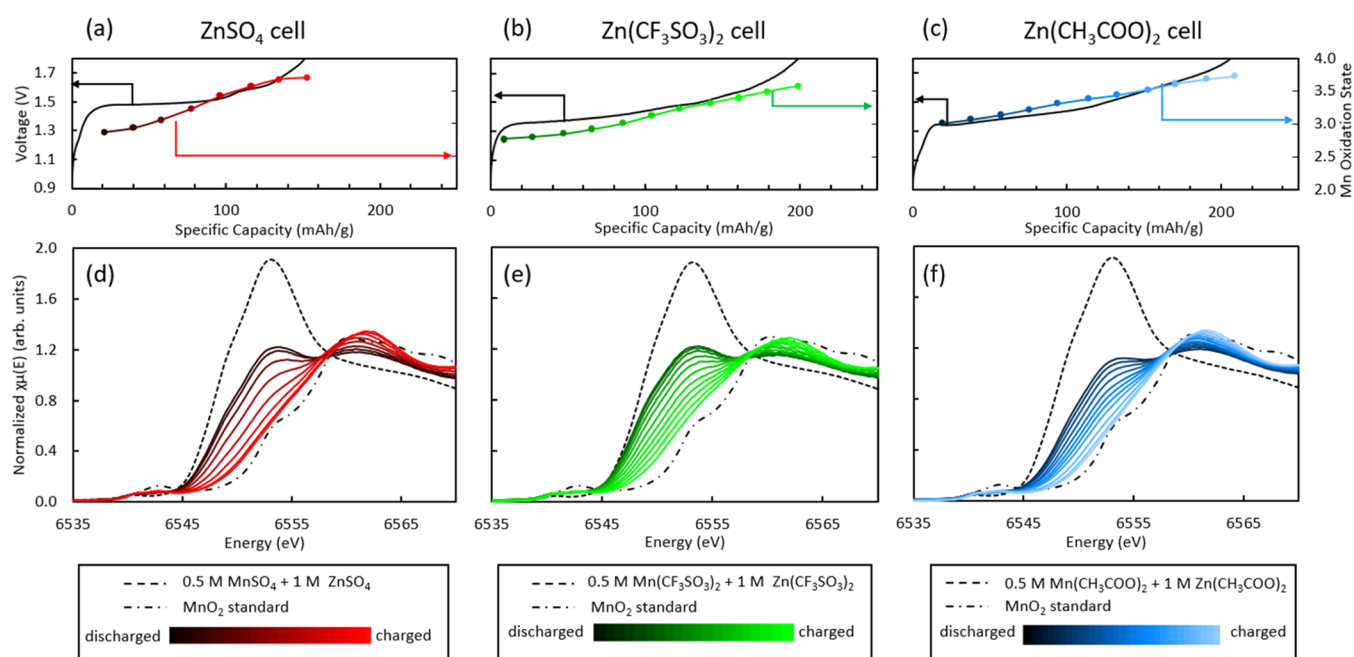 (a) ZnSO₄ cell
(b) Zn(CF₃SO₃)₂ cell
(c) Zn(CH₃COO)₂ cell
Voltage (V)
1.7
1.5
1.3
1.1
0.9
0 100 200
Specific Capacity (mAh/g)
0 100 200
Specific Capacity (mAh/g)
0 100 200
Specific Capacity (mAh/g)
4.0
3.5
3.0
2.5
2.0
Mn Oxidation State
Normalized χμ(E) (arb. units)
2.0
1.6
1.2
0.8
0.4
0.0
(d)
(e)
(f)
6535 6545 6555 6565
Energy (eV)
6535 6545 6555 6565
Energy (eV)
6535 6545 6555 6565
Energy (eV)
0.5 M MnSO₄ + 1 M ZnSO₄
MnO₂ standard
discharged charged
0.5 M Mn(CF₃SO₃)₂ + 1 M Zn(CF₃SO₃)₂
MnO₂ standard
discharged charged
0.5 M Mn(CH₃COO)₂ + 1 M Zn(CH₃COO)₂
MnO₂ standard
discharged charged